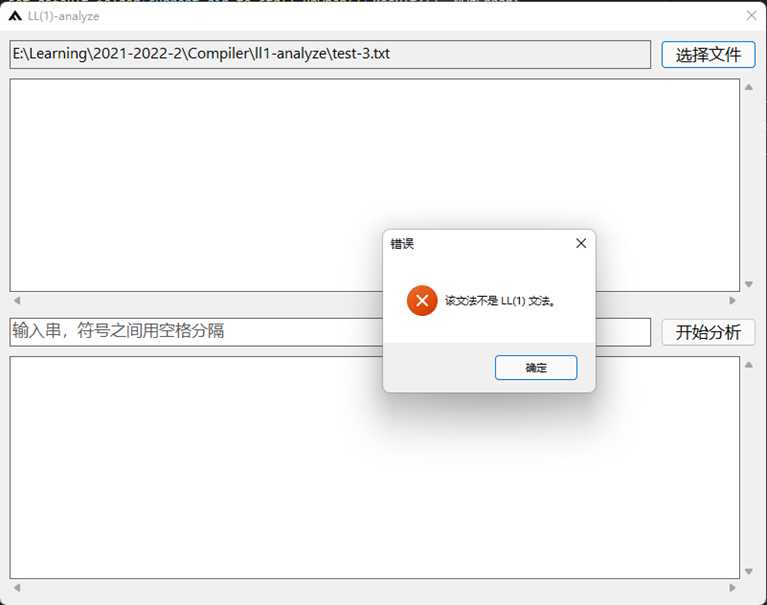 LL(1)-analyze
E:\Learning\2021-2022-2\Compiler\ll1-analyze\test-3.txt
选择文件
错误
该文法不是 LL(1) 文法。
确定
输入串，符号之间用空格分隔
开始分析